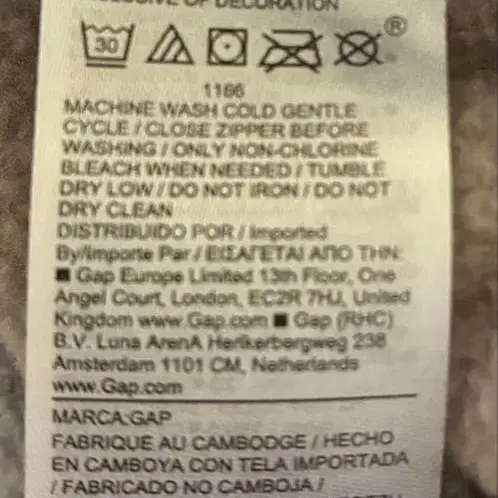 OF DECORATION
30
®
1166
MACHINE WASH COLD GENTLE
CYCLE / CLOSE ZIPPER BEFORE
WASHING / ONLY NON-CHLORINE
BLEACH WHEN NEEDED / TUMBLE
DRY LOW / DO NOT IRON / DO NOT
DRY CLEAN
DISTRIBUIDO POR / Imported
By/Importe Par / ΕΙΣΑΓΕΤΑΙ ΑΠΟ ΤΗΝ:
■ Gap Europe Limited 13th Floor, One
Angel Court, London, EC2R 7HJ, United
Kingdom www.Gap.com ■ Gap (RHC)
B.V. Luna ArenA Herikerbergweg 238
Amsterdam 1101 CM, Netherlands
www.Gap.com
MARCA:GAP
FABRIQUE AU CAMBODGE / HECHO
EN CAMBOYA CON TELA IMPORTADA
/ FABRICADO NO CAMBOJA /